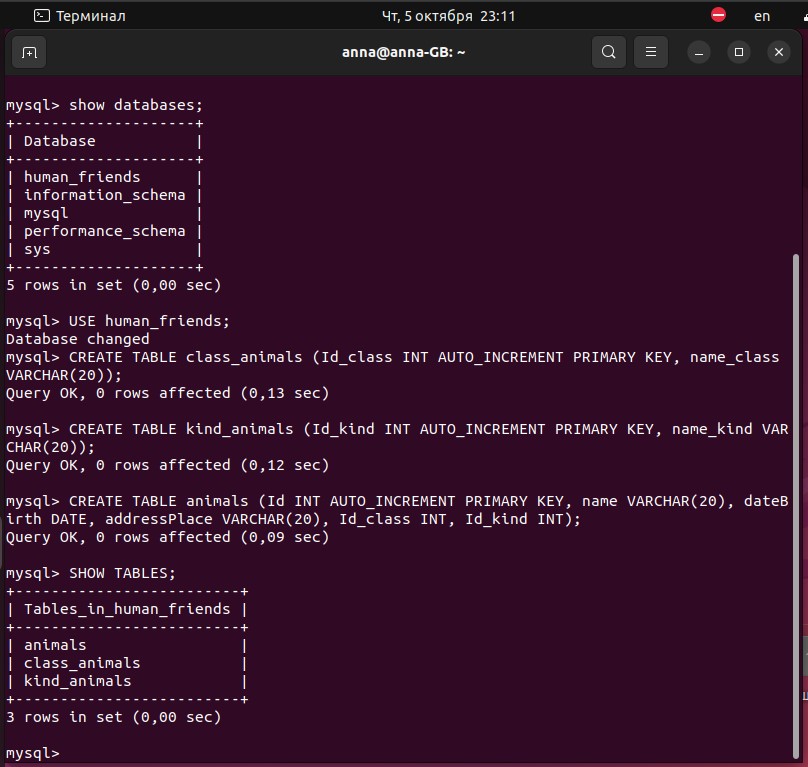 Терминал
Чт, 5 октября 23:11
en
anna@anna-GB: ~
mysql> show databases;
+--------------------+
| Database           |
+--------------------+
| human_friends      |
| information_schema |
| mysql              |
| performance_schema |
| sys                |
+--------------------+
5 rows in set (0,00 sec)
mysql> USE human_friends;
Database changed
mysql> CREATE TABLE class_animals (Id_class INT AUTO_INCREMENT PRIMARY KEY, name_class
VARCHAR(20));
Query OK, 0 rows affected (0,13 sec)
mysql> CREATE TABLE kind_animals (Id_kind INT AUTO_INCREMENT PRIMARY KEY, name_kind VAR
CHAR(20));
Query OK, 0 rows affected (0,12 sec)
mysql> CREATE TABLE animals (Id INT AUTO_INCREMENT PRIMARY KEY, name VARCHAR(20), dateB
irth DATE, addressPlace VARCHAR(20), Id_class INT, Id_kind INT);
Query OK, 0 rows affected (0,09 sec)
mysql> SHOW TABLES;
+-------------------------+
| Tables_in_human_friends |
+-------------------------+
| animals                 |
| class_animals           |
| kind_animals            |
+-------------------------+
3 rows in set (0,00 sec)
mysql>